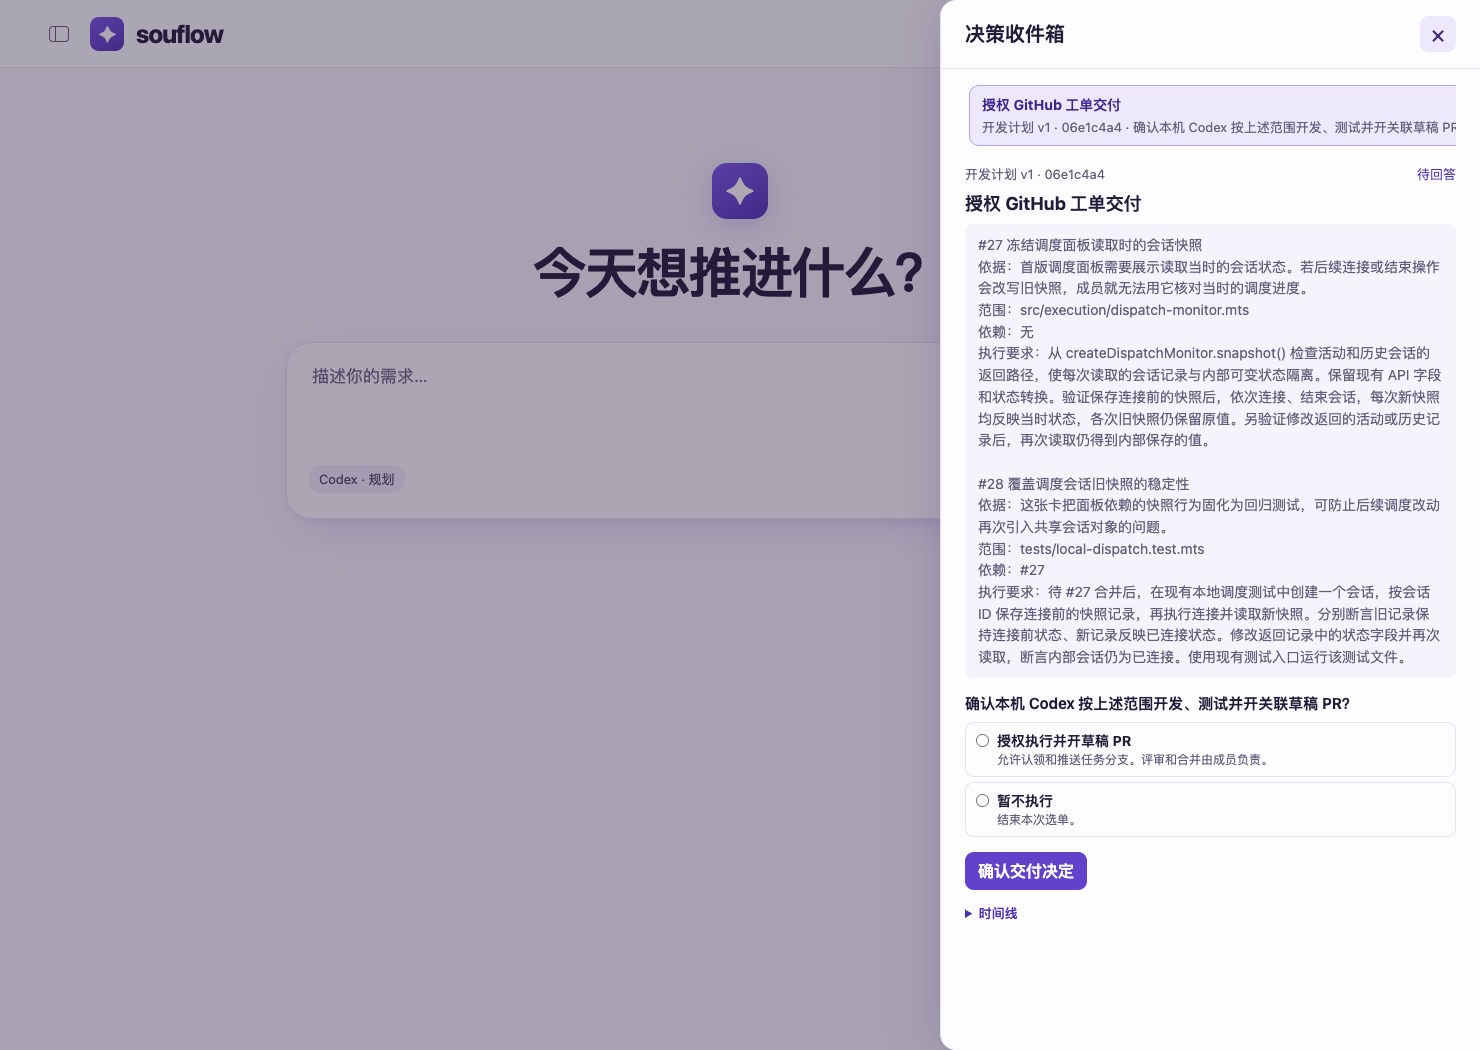 souflow
今天想推进什么?
描述你的需求...
Codex · 规划
决策收件箱
授权 GitHub 工单交付
开发计划 v1 · 06e1c4a4 · 确认本机 Codex 按上述范围开发、测试并开关联草稿 PR
开发计划 v1 · 06e1c4a4
待回答
授权 GitHub 工单交付
#27 冻结调度面板读取时的会话快照
依据：首版调度面板需要展示读取当时的会话状态。若后续连接或结束操作
会改写旧快照，成员就无法用它核对当时的调度进度。
范围：src/execution/dispatch-monitor.mts
依赖：无
执行要求：从 createDispatchMonitor.snapshot() 检查活动和历史会话的
返回路径，使每次读取的会话记录与内部可变状态隔离。保留现有 API 字段
和状态转换。验证保存连接前的快照后，依次连接、结束会话，每次新快照
均反映当时状态，各次旧快照仍保留原值。另验证修改返回的活动或历史记
录后，再次读取仍得到内部保存的值。
#28 覆盖调度会话旧快照的稳定性
依据：这张卡把面板依赖的快照行为固化为回归测试，可防止后续调度改动
再次引入共享会话对象的问题。
范围：tests/local-dispatch.test.mts
依赖：#27
执行要求：待 #27 合并后，在现有本地调度测试中创建一个会话，按会话
ID 保存连接前的快照记录，再执行连接并读取新快照。分别断言旧记录保
持连接前状态、新记录反映已连接状态。修改返回记录中的状态字段并再次
读取，断言内部会话仍为已连接。使用现有测试入口运行该测试文件。
确认本机 Codex 按上述范围开发、测试并开关联草稿 PR?
授权执行并开草稿 PR
允许认领和推送任务分支。评审和合并由成员负责。
暂不执行
结束本次选单。
确认交付决定
时间线